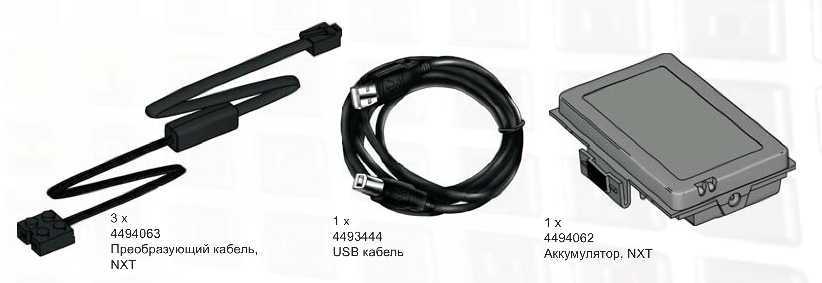 3 x
4494063
Преобразующий кабель,
NXT
1 x
4493444
USB кабель
1 x
4494062
Аккумулятор, NXT